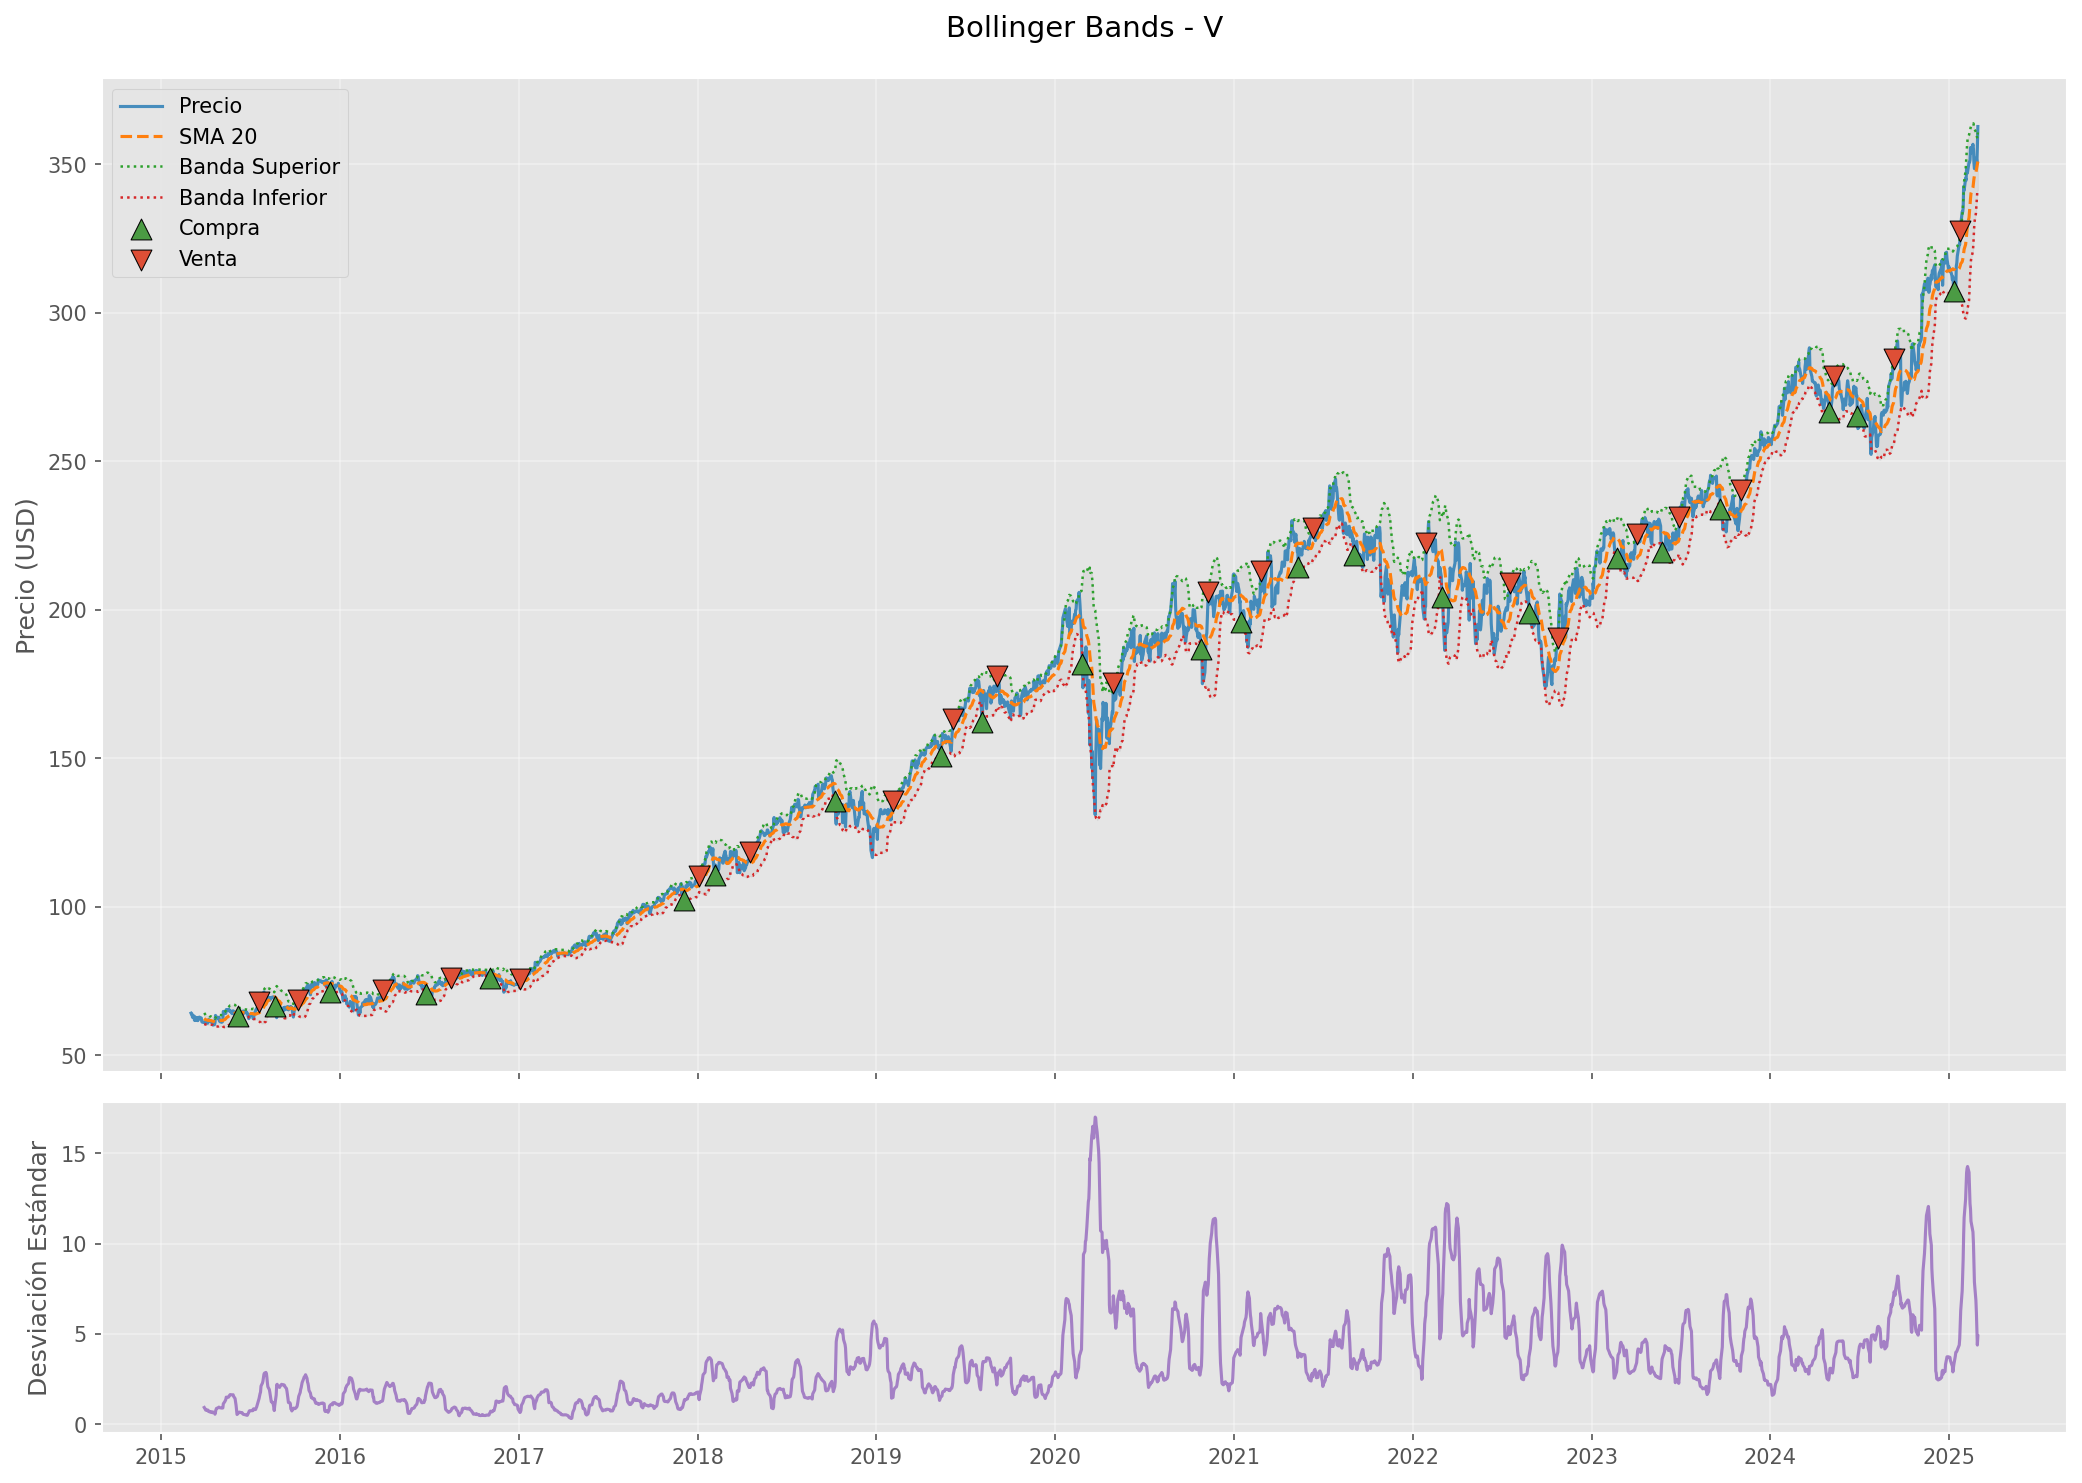 Bollinger Bands - V
Precio
SMA 20
Banda Superior
Banda Inferior
Compra
Venta
Precio (USD)
350
300
250
200
150
100
50
Desviación Estándar
15
10
5
0
2015 2016 2017 2018 2019 2020 2021 2022 2023 2024 2025